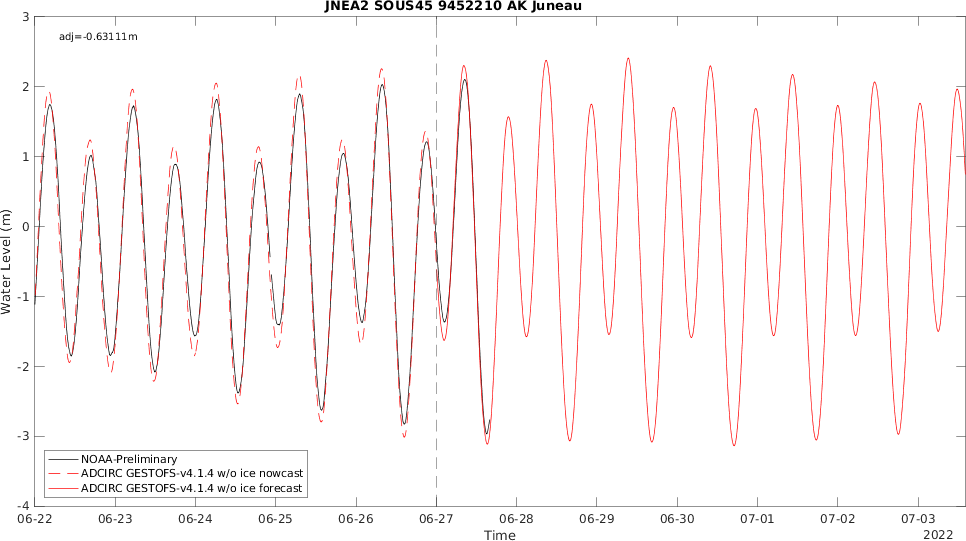 JNEA2 SOUS45 9452210 AK Juneau
adj=-0.63111m
3
2
1
0
-1
-2
-3
-4
Water Level (m)
NOAA-Preliminary
ADCIRC GESTOFS-v4.1.4 w/o ice nowcast
ADCIRC GESTOFS-v4.1.4 w/o ice forecast
06-22 06-23 06-24 06-25 06-26 06-27 06-28 06-29 06-30 07-01 07-02 07-03
Time
2022